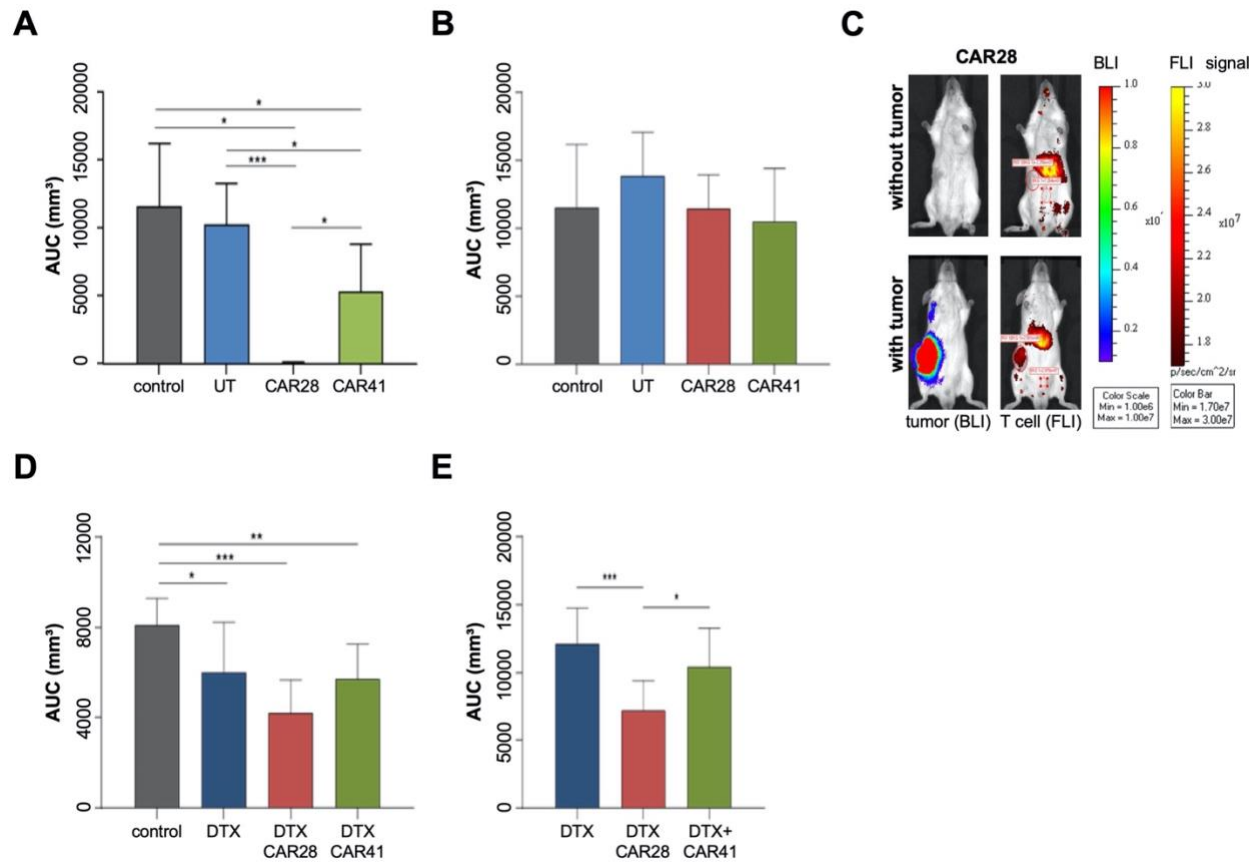 A
AUC (mm³)
20000
15000
10000
5000
0
*
*
*
***
*
control UT CAR28 CAR41
B
AUC (mm³)
20000
15000
10000
5000
0
control UT CAR28 CAR41
C
CAR28
without tumor
with tumor
tumor (BLI) T cell (FLI)
BLI
1.0
0.8
0.6
0.4
0.2
FLI signal
3.0
2.8
2.6
2.4
2.2
2.0
1.8
x10⁷
p/sec/cm^2/sr
Color Scale
Min = 1.00e6
Max = 1.00e7
Color Bar
Min = 1.70e7
Max = 3.00e7
D
AUC (mm³)
12000
8000
4000
0
**
***
*
control DTX DTX DTX
CAR28 CAR41
E
AUC (mm³)
20000
15000
10000
5000
0
***
*
DTX DTX DTX+
CAR28 CAR41